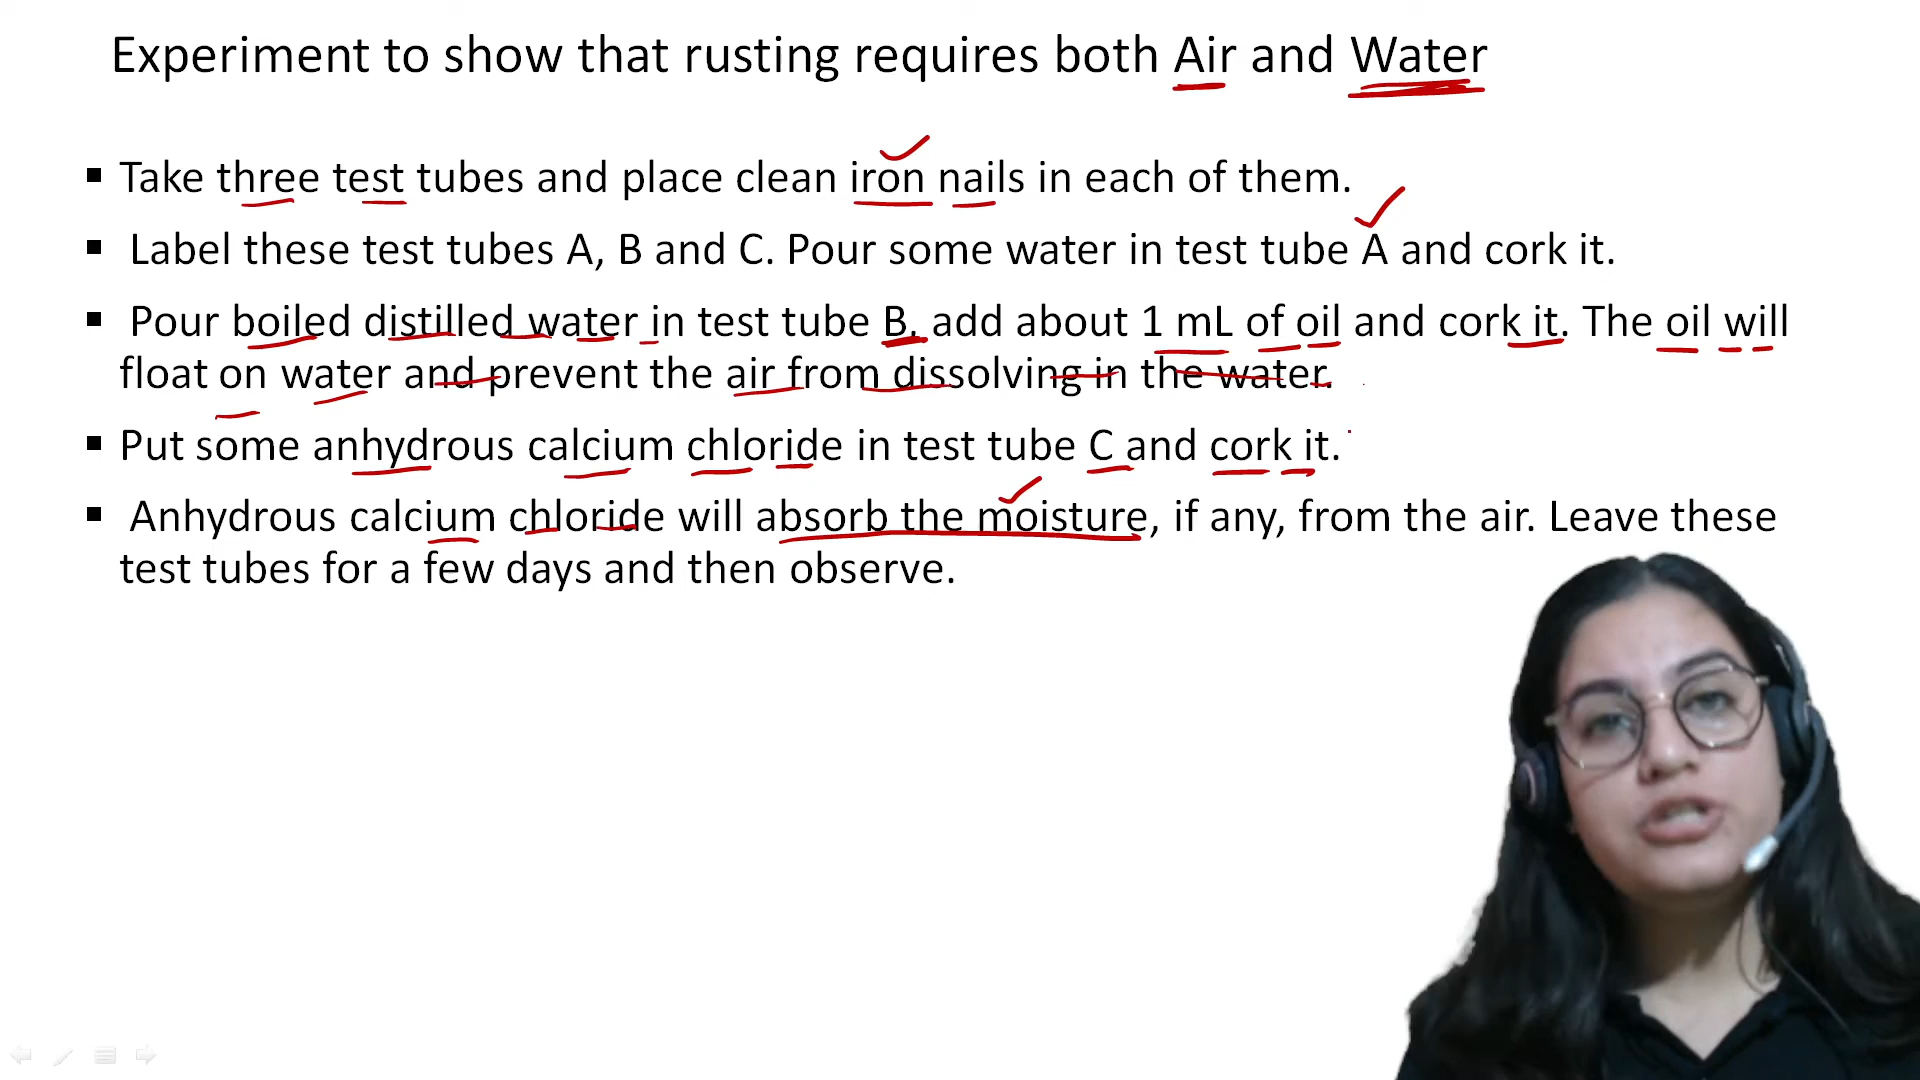 Experiment to show that rusting requires both Air and Water
▪ Take three test tubes and place clean iron nails in each of them.
▪ Label these test tubes A, B and C. Pour some water in test tube A and cork it.
▪ Pour boiled distilled water in test tube B, add about 1 mL of oil and cork it. The oil will
float on water and prevent the air from dissolving in the water.
▪ Put some anhydrous calcium chloride in test tube C and cork it.
▪ Anhydrous calcium chloride will absorb the moisture, if any, from the air. Leave these
test tubes for a few days and then observe.